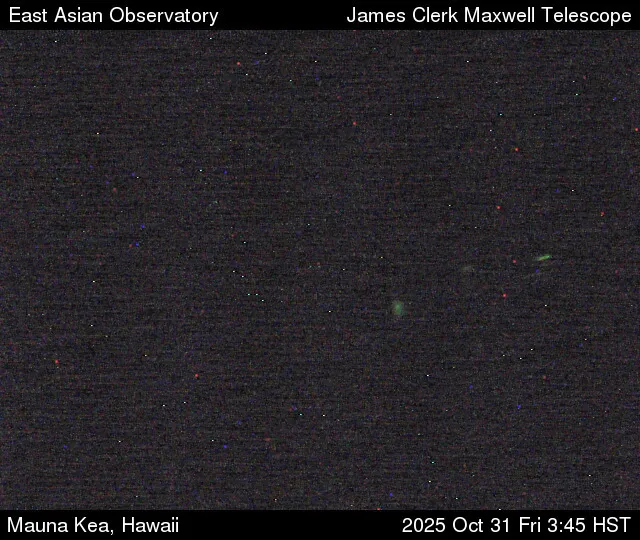 East Asian Observatory
James Clerk Maxwell Telescope
Mauna Kea, Hawaii
2025 Oct 31 Fri 3:45 HST